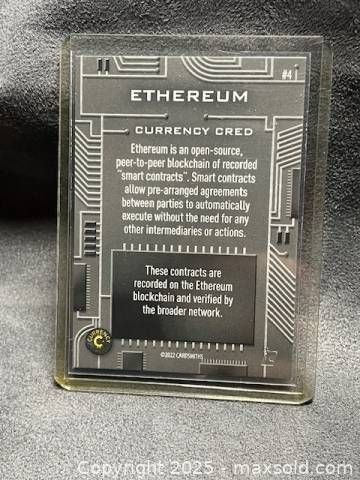 #4
ETHEREUM
CURRENCY CRED
Ethereum is an open-source,
peer-to-peer blockchain of recorded
"smart contracts". Smart contracts
allow pre-arranged agreements
between parties to automatically
execute without the need for any
other intermediaries or actions.
These contracts are
recorded on the Ethereum
blockchain and verified by
the broader network.
CURRENCY
C
©2022 CARDSMITHS
Copyright 2025 - maxsold.com